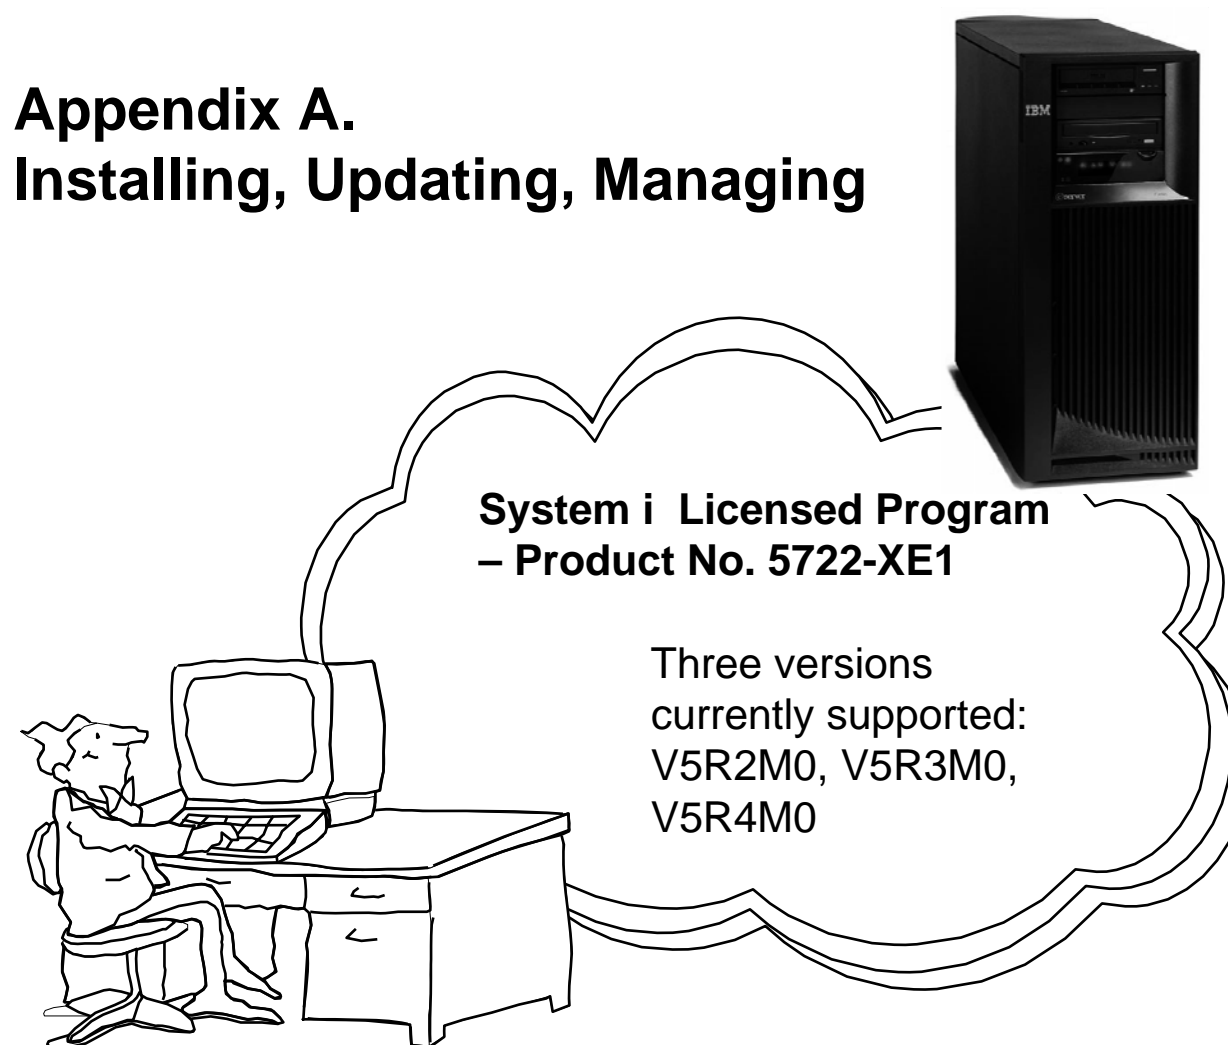 Appendix A.
Installing, Updating, Managing
IBM
System i Licensed Program
– Product No. 5722-XE1
Three versions
currently supported:
V5R2M0, V5R3M0,
V5R4M0